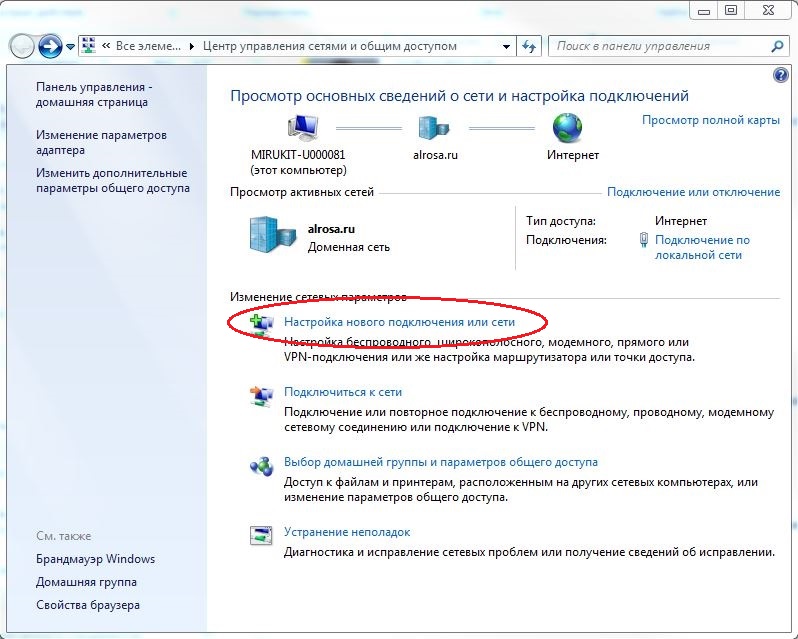 « Все элеме... ▸ Центр управления сетями и общим доступом
Поиск в панели управления
Панель управления -
домашняя страница
Изменение параметров
адаптера
Изменить дополнительные
параметры общего доступа
См. также
Брандмауэр Windows
Домашняя группа
Свойства браузера
Просмотр основных сведений о сети и настройка подключений
MIRUKIT-U000081
(этот компьютер)
alrosa.ru
Интернет
Просмотр полной карты
Просмотр активных сетей
Подключение или отключение
alrosa.ru
Доменная сеть
Тип доступа: Интернет
Подключения: Подключение по
локальной сети
Изменение сетевых параметров
Настройка нового подключения или сети
Настройка беспроводного, широкополосного, модемного, прямого или
VPN-подключения или же настройка маршрутизатора или точки доступа.
Подключиться к сети
Подключение или повторное подключение к беспроводному, проводному, модемному
сетевому соединению или подключение к VPN.
Выбор домашней группы и параметров общего доступа
Доступ к файлам и принтерам, расположенным на других сетевых компьютерах, или
изменение параметров общего доступа.
Устранение неполадок
Диагностика и исправление сетевых проблем или получение сведений об исправлении.